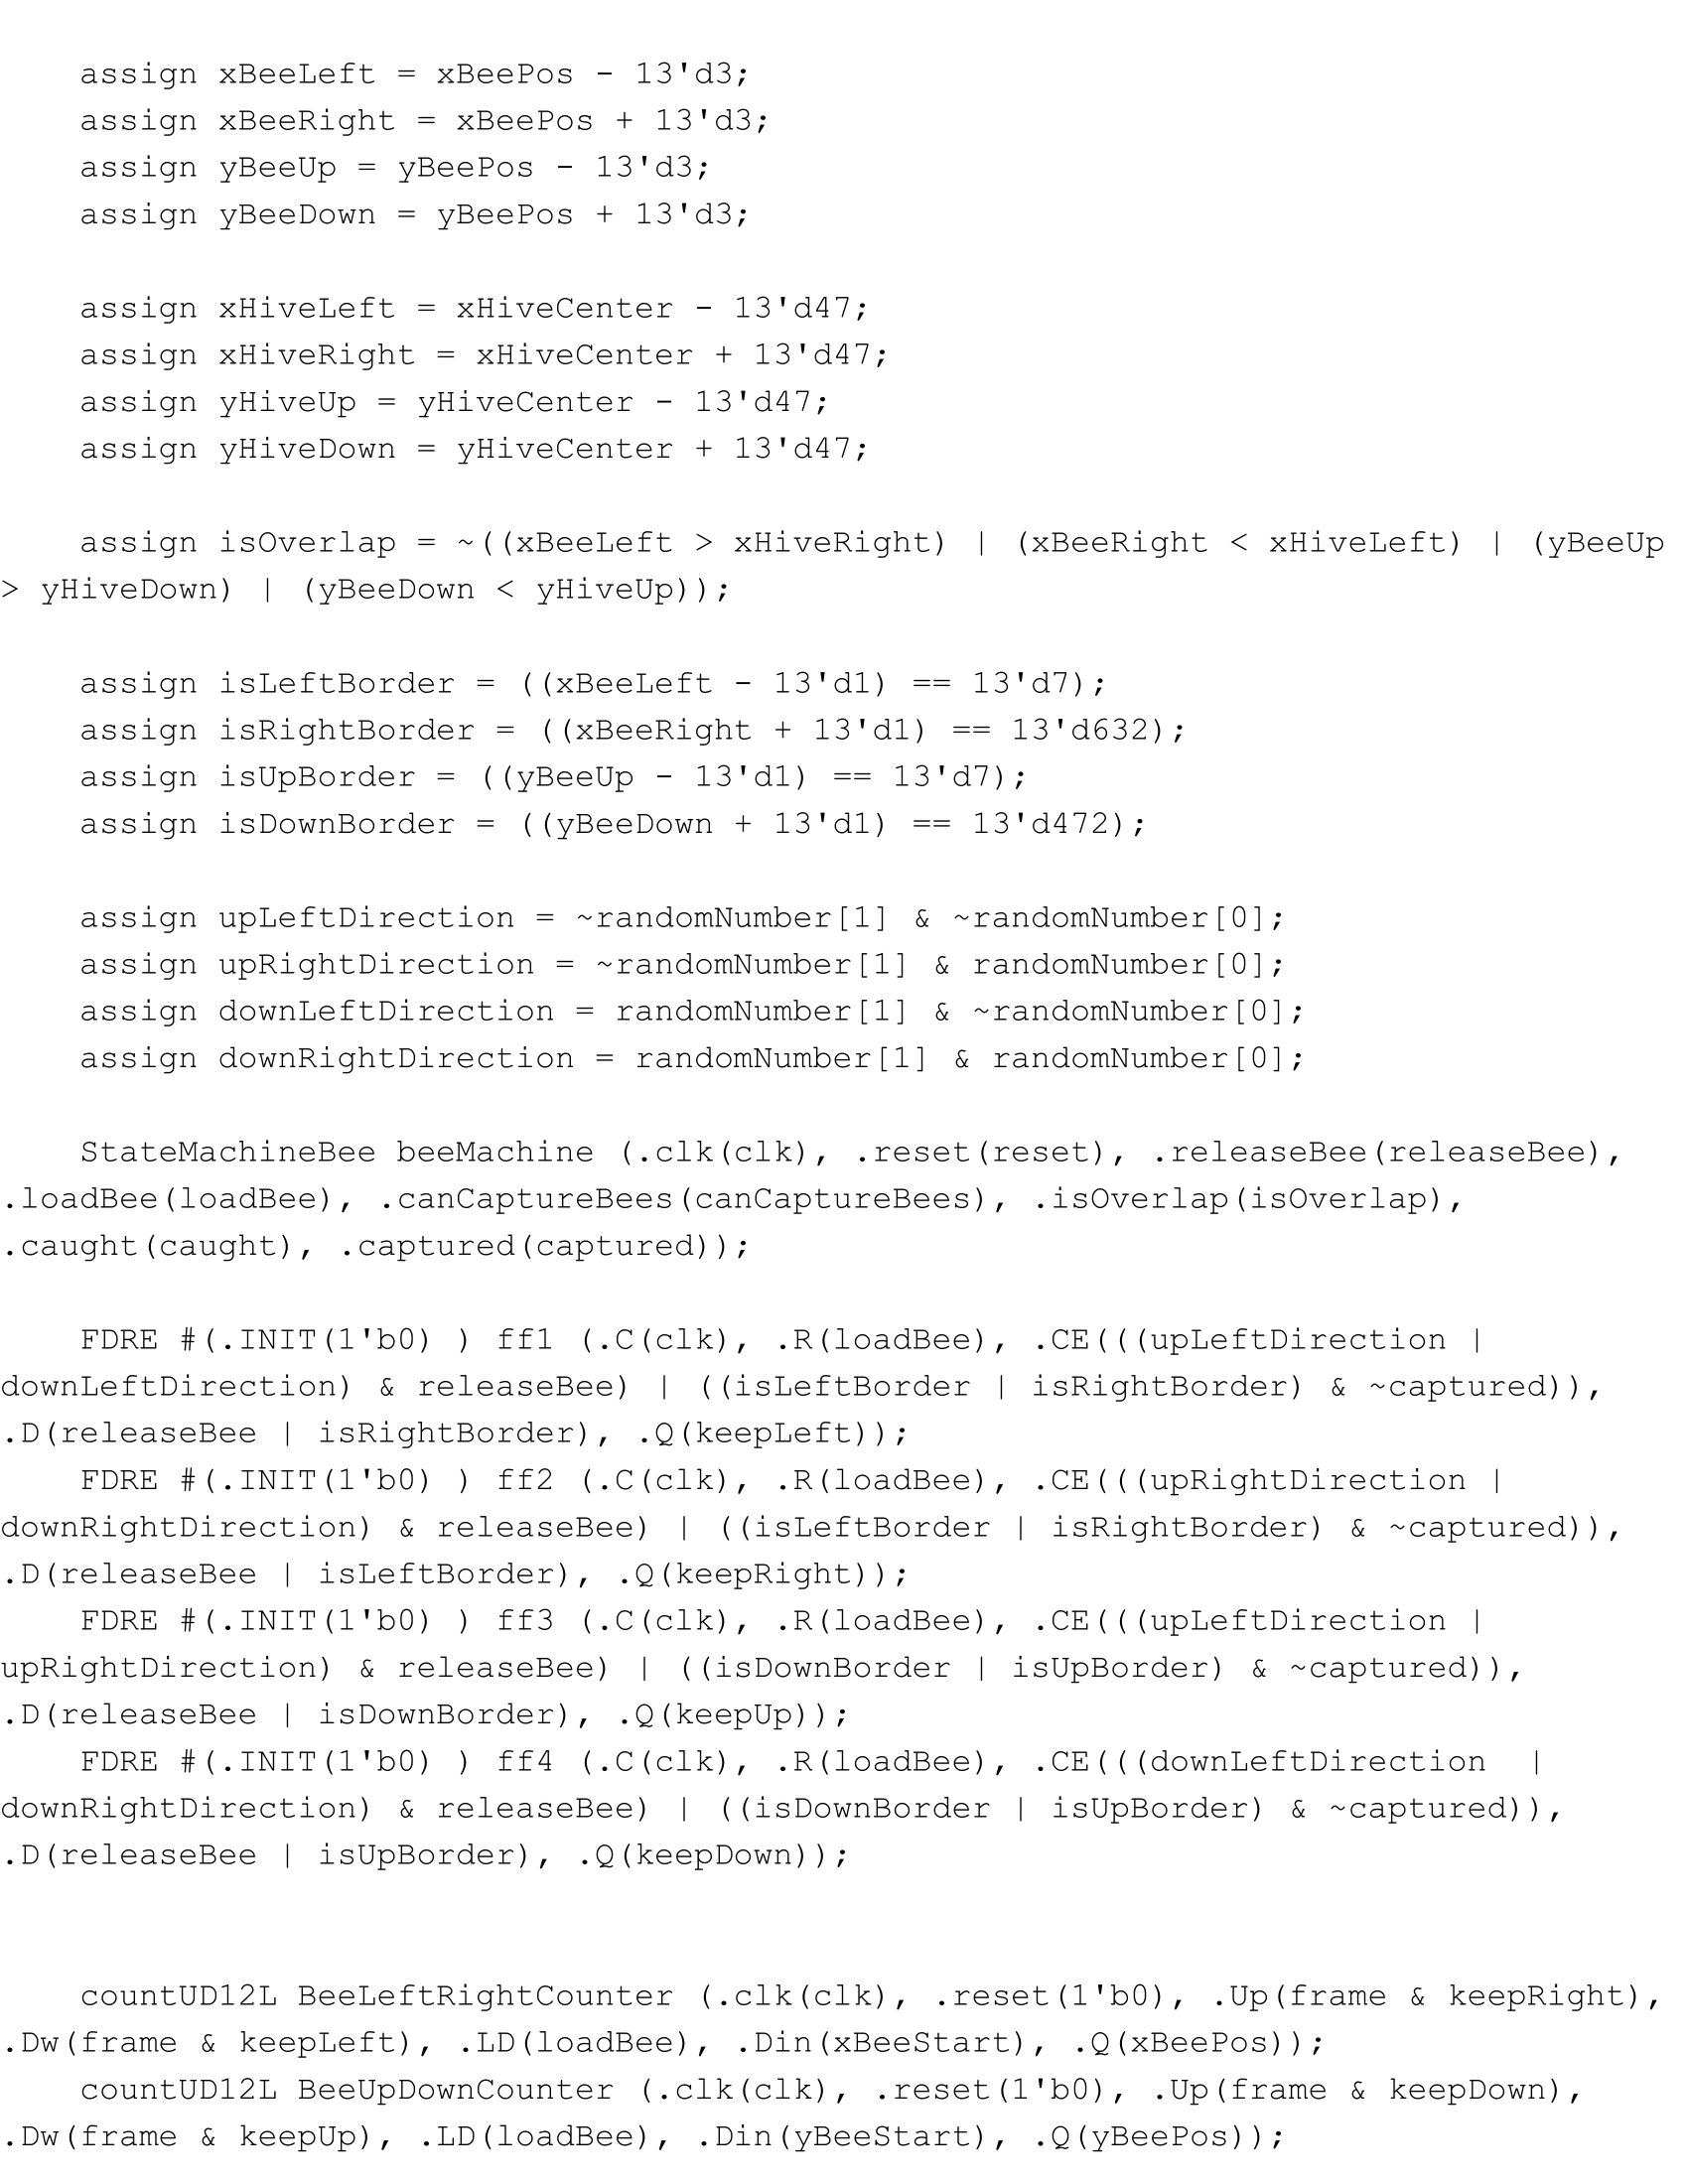 assign xBeeLeft = xBeePos - 13'd3;
assign xBeeRight = xBeePos + 13'd3;
assign yBeeUp = yBeePos - 13'd3;
assign yBeeDown = yBeePos + 13'd3;
assign xHiveLeft = xHiveCenter - 13'd47;
assign xHiveRight = xHiveCenter + 13'd47;
assign yHiveUp = yHiveCenter - 13'd47;
assign yHiveDown = yHiveCenter + 13'd47;
assign isOverlap = ~((xBeeLeft > xHiveRight) | (xBeeRight < xHiveLeft) | (yBeeUp
> yHiveDown) | (yBeeDown < yHiveUp));
assign isLeftBorder = ((xBeeLeft - 13'd1) == 13'd7);
assign isRightBorder = ((xBeeRight + 13'd1) == 13'd632);
assign isUpBorder = ((yBeeUp - 13'd1) == 13'd7);
assign isDownBorder = ((yBeeDown + 13'd1) == 13'd472);
assign upLeftDirection = ~randomNumber[1] & ~randomNumber[0];
assign upRightDirection = ~randomNumber[1] & randomNumber[0];
assign downLeftDirection = randomNumber[1] & ~randomNumber[0];
assign downRightDirection = randomNumber[1] & randomNumber[0];
StateMachineBee beeMachine (.clk(clk), .reset(reset), .releaseBee(releaseBee),
.loadBee(loadBee), .canCaptureBees(canCaptureBees), .isOverlap(isOverlap),
.caught(caught), .captured(captured));
FDRE #(.INIT(1'b0) ) ff1 (.C(clk), .R(loadBee), .CE(((upLeftDirection |
downLeftDirection) & releaseBee) | ((isLeftBorder | isRightBorder) & ~captured)),
.D(releaseBee | isRightBorder), .Q(keepLeft));
FDRE #(.INIT(1'b0) ) ff2 (.C(clk), .R(loadBee), .CE(((upRightDirection |
downRightDirection) & releaseBee) | ((isLeftBorder | isRightBorder) & ~captured)),
.D(releaseBee | isLeftBorder), .Q(keepRight));
FDRE #(.INIT(1'b0) ) ff3 (.C(clk), .R(loadBee), .CE(((upLeftDirection |
upRightDirection) & releaseBee) | ((isDownBorder | isUpBorder) & ~captured)),
.D(releaseBee | isDownBorder), .Q(keepUp));
FDRE #(.INIT(1'b0) ) ff4 (.C(clk), .R(loadBee), .CE(((downLeftDirection  |
downRightDirection) & releaseBee) | ((isDownBorder | isUpBorder) & ~captured)),
.D(releaseBee | isUpBorder), .Q(keepDown));
countUD12L BeeLeftRightCounter (.clk(clk), .reset(1'b0), .Up(frame & keepRight),
.Dw(frame & keepLeft), .LD(loadBee), .Din(xBeeStart), .Q(xBeePos));
countUD12L BeeUpDownCounter (.clk(clk), .reset(1'b0), .Up(frame & keepDown),
.Dw(frame & keepUp), .LD(loadBee), .Din(yBeeStart), .Q(yBeePos));